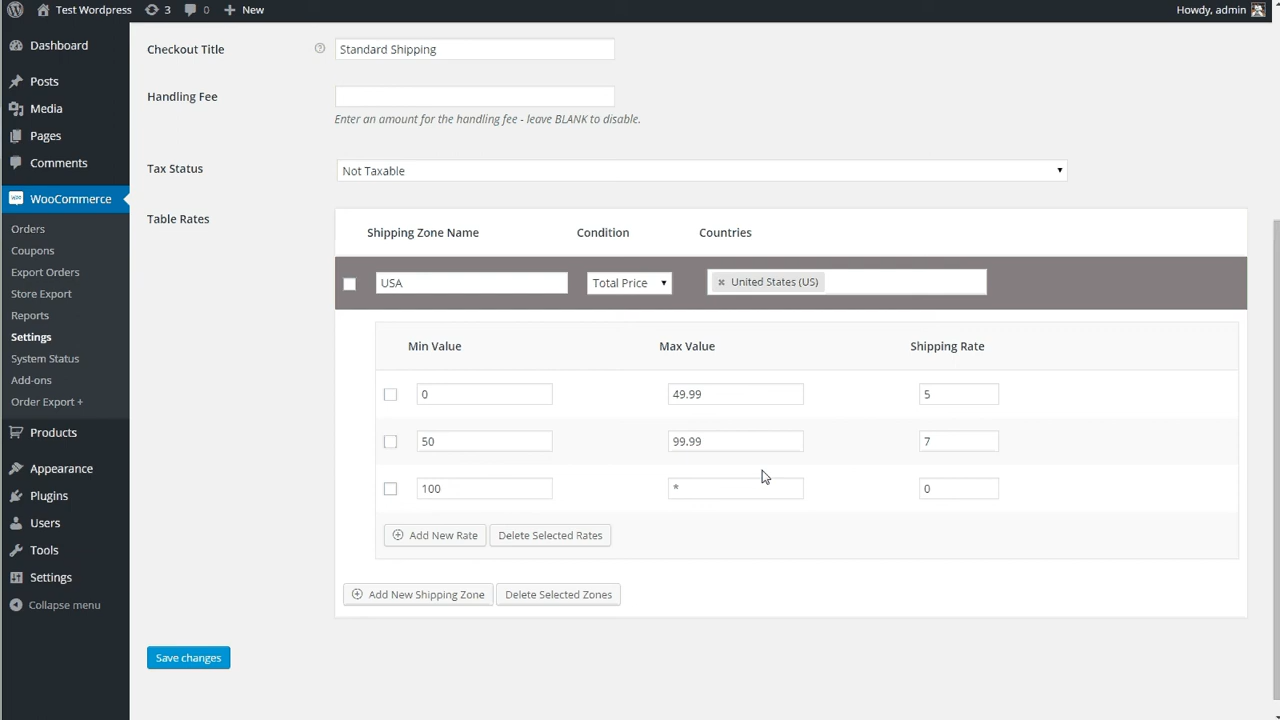 Test Wordpress 3 0 New Howdy, admin
Dashboard
Posts
Media
Pages
Comments
WooCommerce
Orders
Coupons
Export Orders
Store Export
Reports
Settings
System Status
Add-ons
Order Export +
Products
Appearance
Plugins
Users
Tools
Settings
Collapse menu
Checkout Title Standard Shipping
Handling Fee
Enter an amount for the handling fee - leave BLANK to disable.
Tax Status Not Taxable
Table Rates
Shipping Zone Name Condition Countries
USA Total Price × United States (US)
Min Value Max Value Shipping Rate
0 49.99 5
50 99.99 7
100 * 0
Add New Rate Delete Selected Rates
Add New Shipping Zone Delete Selected Zones
Save changes